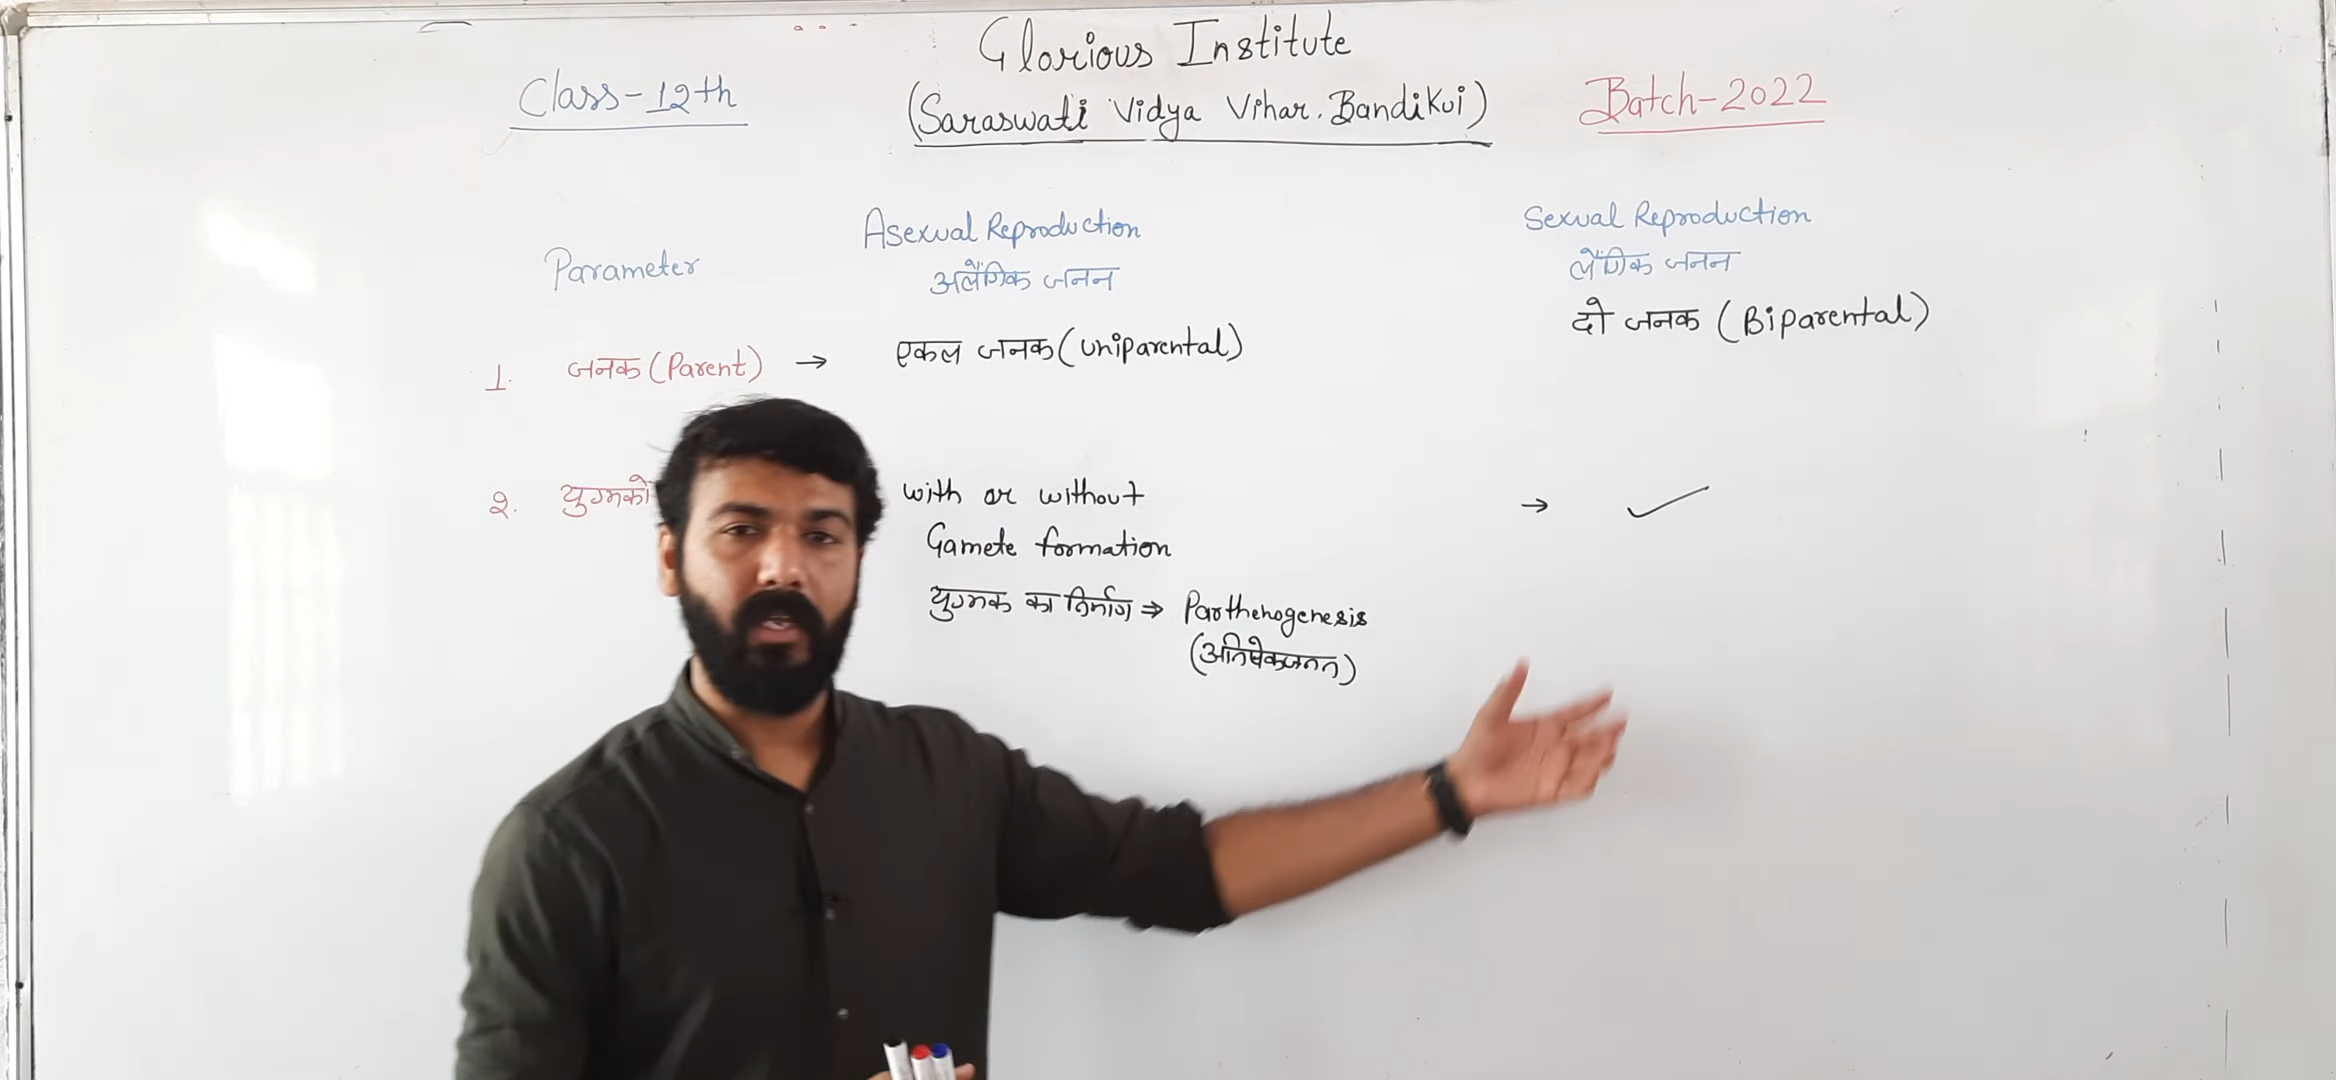 Glorious Institute
Class-12th
(Saraswati Vidya Vihar. Bandikui)
Batch-2022
Parameter
Asexual Reproduction
अलैंगिक जनन
Sexual Reproduction
लैंगिक जनन
1. जनक (Parent) → एकल जनक (Uniparental)
दो जनक (Biparental)
2. युग्मको
with or without
Gamete formation
→ ✓
युग्मक का निर्माण ⇒ Parthenogenesis
(अनिषेकजनन)